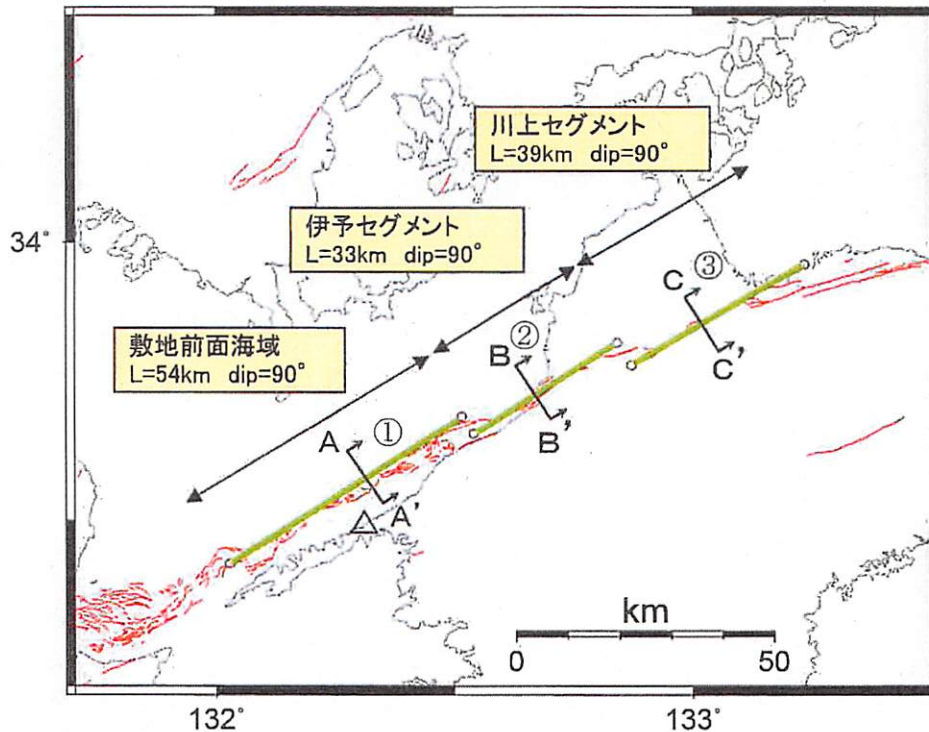 川上セグメント
L=39km dip=90°
伊予セグメント
L=33km dip=90°
34°
③
C
敷地前面海域
L=54km dip=90°
②
B
C'
①
A
B'
A'
km
0 50
132° 133°